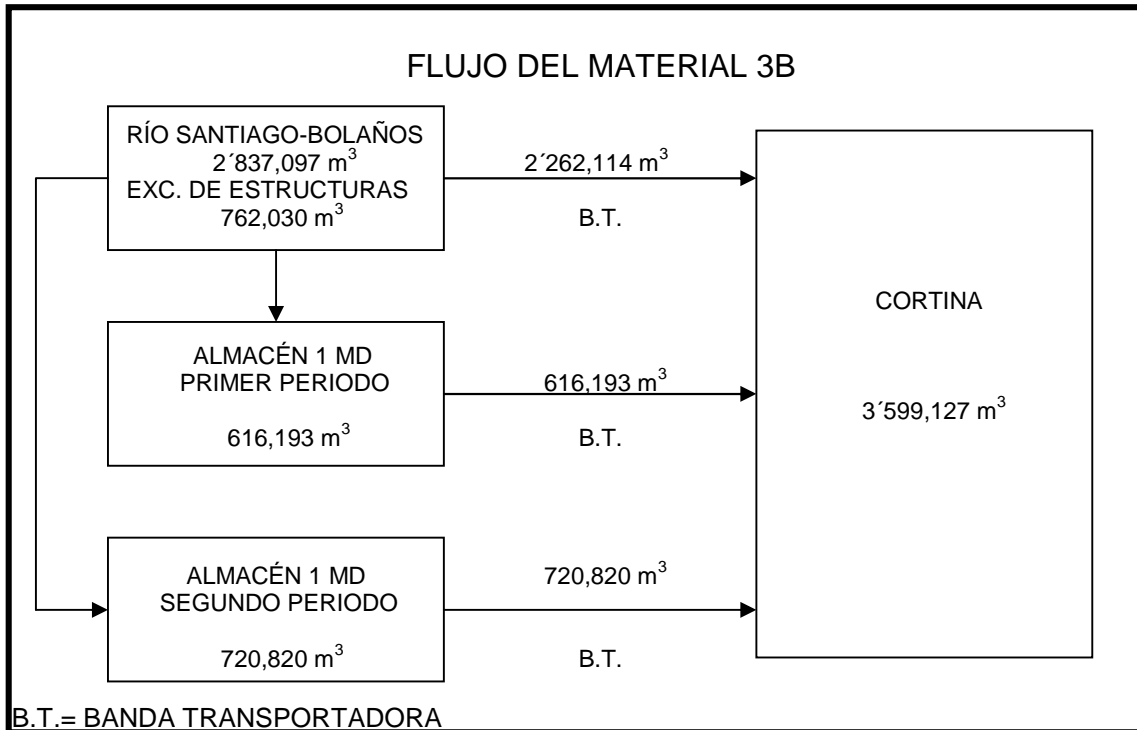 FLUJO DEL MATERIAL 3B
RÍO SANTIAGO-BOLAÑOS
2´837,097 m³
EXC. DE ESTRUCTURAS
762,030 m³
2´262,114 m³
B.T.
ALMACÉN 1 MD
PRIMER PERIODO
616,193 m³
616,193 m³
B.T.
CORTINA
3´599,127 m³
ALMACÉN 1 MD
SEGUNDO PERIODO
720,820 m³
720,820 m³
B.T.
B.T.= BANDA TRANSPORTADORA